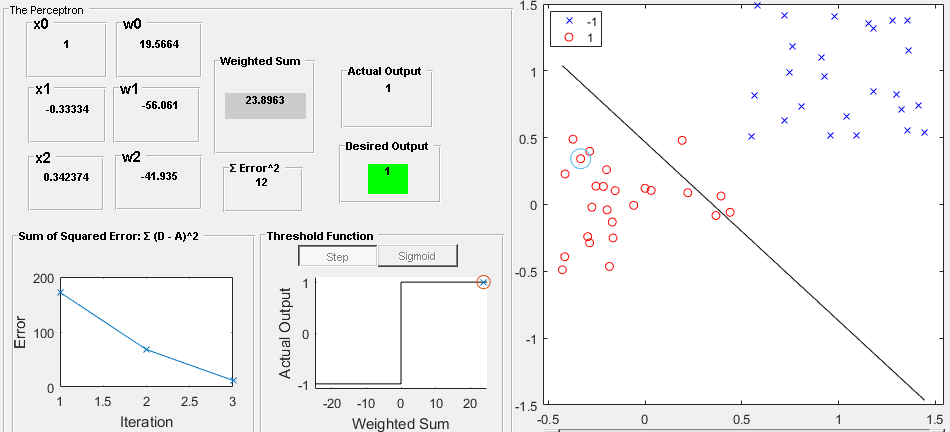 The Perceptron
x0
1
w0
19.5664
x1
-0.33334
w1
-56.061
x2
0.342374
w2
-41.935
Weighted Sum
23.8963
Σ Error^2
12
Actual Output
1
Desired Output
1
Sum of Squared Error: Σ (D - A)^2
200
100
0
Error
1
1.5
2
2.5
3
Iteration
Threshold Function
Step
Sigmoid
1
0
-1
Actual Output
-20
-10
0
10
20
Weighted Sum
-1
1
1.5
1
0.5
0
-0.5
-1
-1.5
-0.5
0
0.5
1
1.5